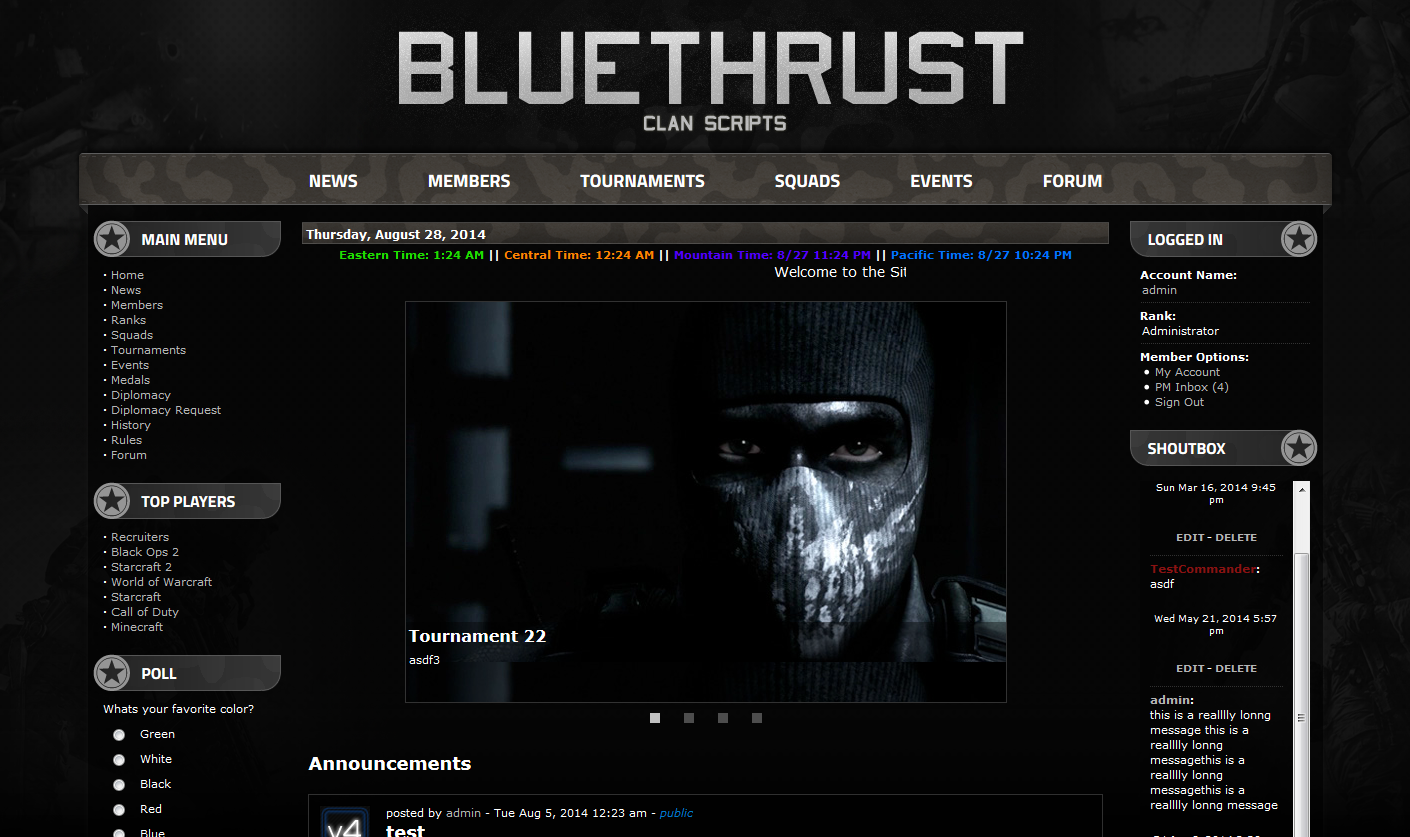 BLUETHRUST
CLAN SCRIPTS
NEWS MEMBERS TOURNAMENTS SQUADS EVENTS FORUM
MAIN MENU
• Home
• News
• Members
• Ranks
• Squads
• Tournaments
• Events
• Medals
• Diplomacy
• Diplomacy Request
• History
• Rules
• Forum
TOP PLAYERS
• Recruiters
• Black Ops 2
• Starcraft 2
• World of Warcraft
• Starcraft
• Call of Duty
• Minecraft
POLL
Whats your favorite color?
Green
White
Black
Red
Blue
Thursday, August 28, 2014
Eastern Time: 1:24 AM || Central Time: 12:24 AM || Mountain Time: 8/27 11:24 PM || Pacific Time: 8/27 10:24 PM
Welcome to the Sit
Tournament 22
asdf3
Announcements
v4
posted by admin - Tue Aug 5, 2014 12:23 am - public
test
LOGGED IN
Account Name:
admin
Rank:
Administrator
Member Options:
• My Account
• PM Inbox (4)
• Sign Out
SHOUTBOX
Sun Mar 16, 2014 9:45
pm
EDIT - DELETE
TestCommander:
asdf
Wed May 21, 2014 5:57
pm
EDIT - DELETE
admin:
this is a realllly lonng
message this is a
realllly lonng
messagethis is a
realllly lonng
messagethis is a
realllly lonng message